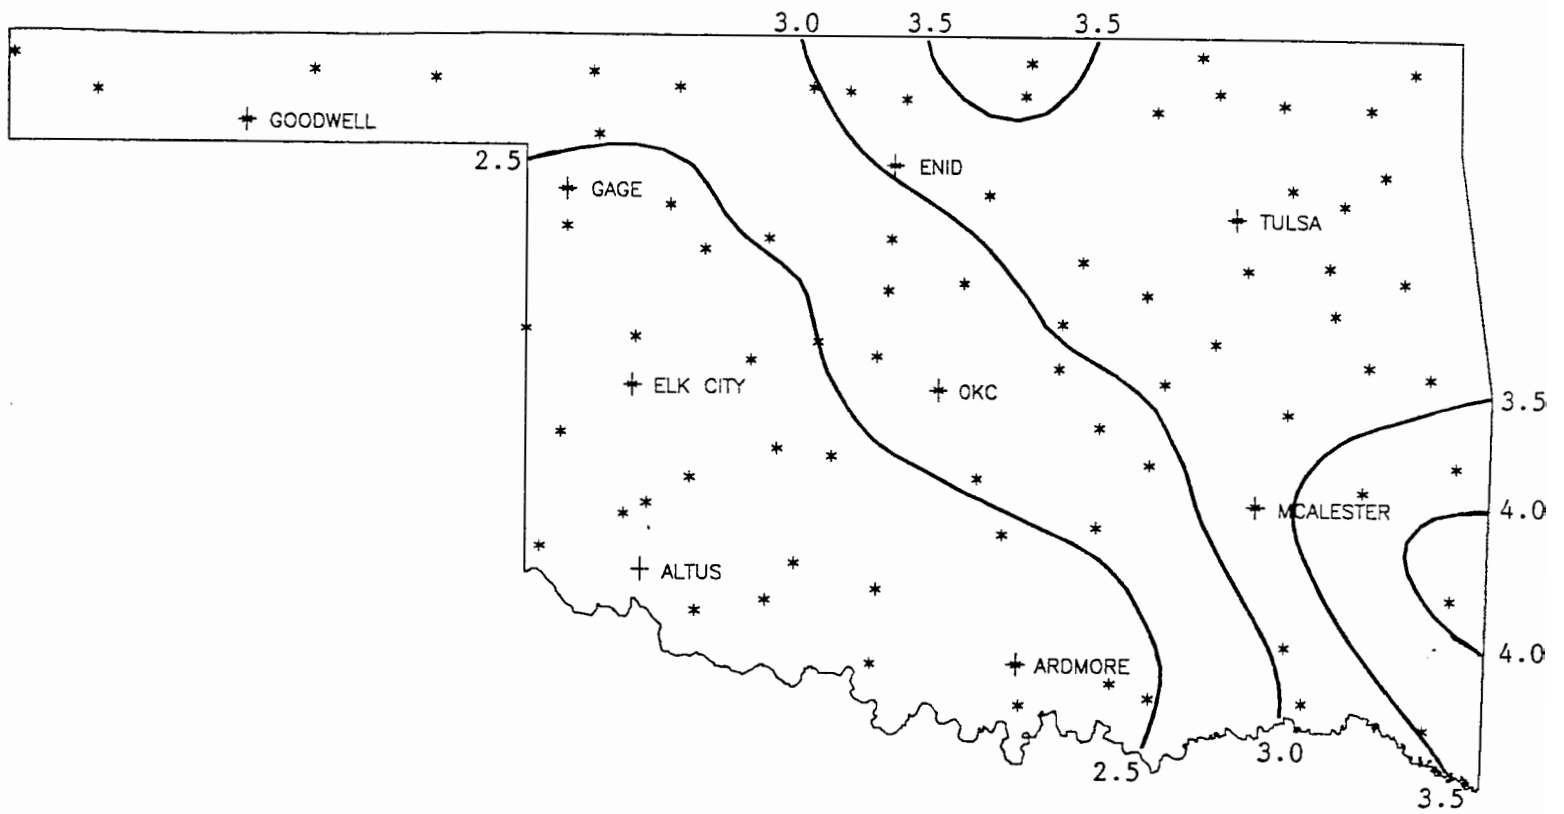 3.0 3.5 3.5
GOODWELL
2.5
ENID
GAGE
TULSA
ELK CITY
OKC
3.5
MCALESTER
4.0
ALTUS
4.0
ARDMORE
3.0
2.5
3.5